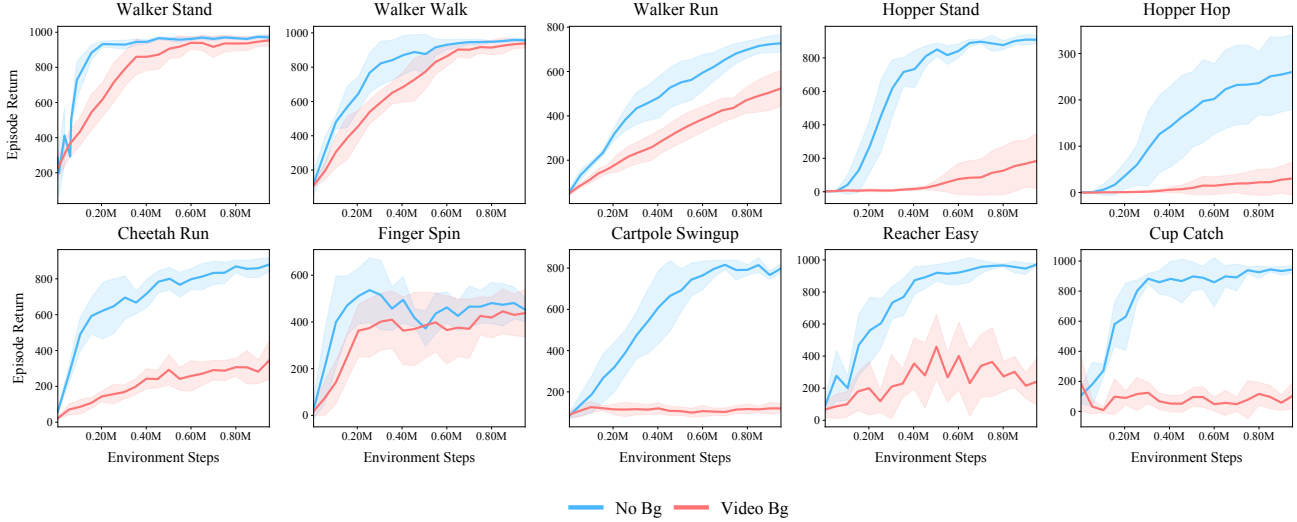 Walker Stand
Walker Walk
Walker Run
Hopper Stand
Hopper Hop
Episode Return
1000
800
600
400
200
0.20M 0.40M 0.60M 0.80M
1000
800
600
400
200
0.20M 0.40M 0.60M 0.80M
800
600
400
200
0.20M 0.40M 0.60M 0.80M
800
600
400
200
0
0.20M 0.40M 0.60M 0.80M
300
200
100
0
0.20M 0.40M 0.60M 0.80M
Cheetah Run
Finger Spin
Cartpole Swingup
Reacher Easy
Cup Catch
Episode Return
800
600
400
200
0
0.20M 0.40M 0.60M 0.80M
600
400
200
0
0.20M 0.40M 0.60M 0.80M
800
600
400
200
0.20M 0.40M 0.60M 0.80M
1000
800
600
400
200
0
0.20M 0.40M 0.60M 0.80M
1000
800
600
400
200
0
0.20M 0.40M 0.60M 0.80M
Environment Steps
Environment Steps
Environment Steps
Environment Steps
Environment Steps
No Bg
Video Bg